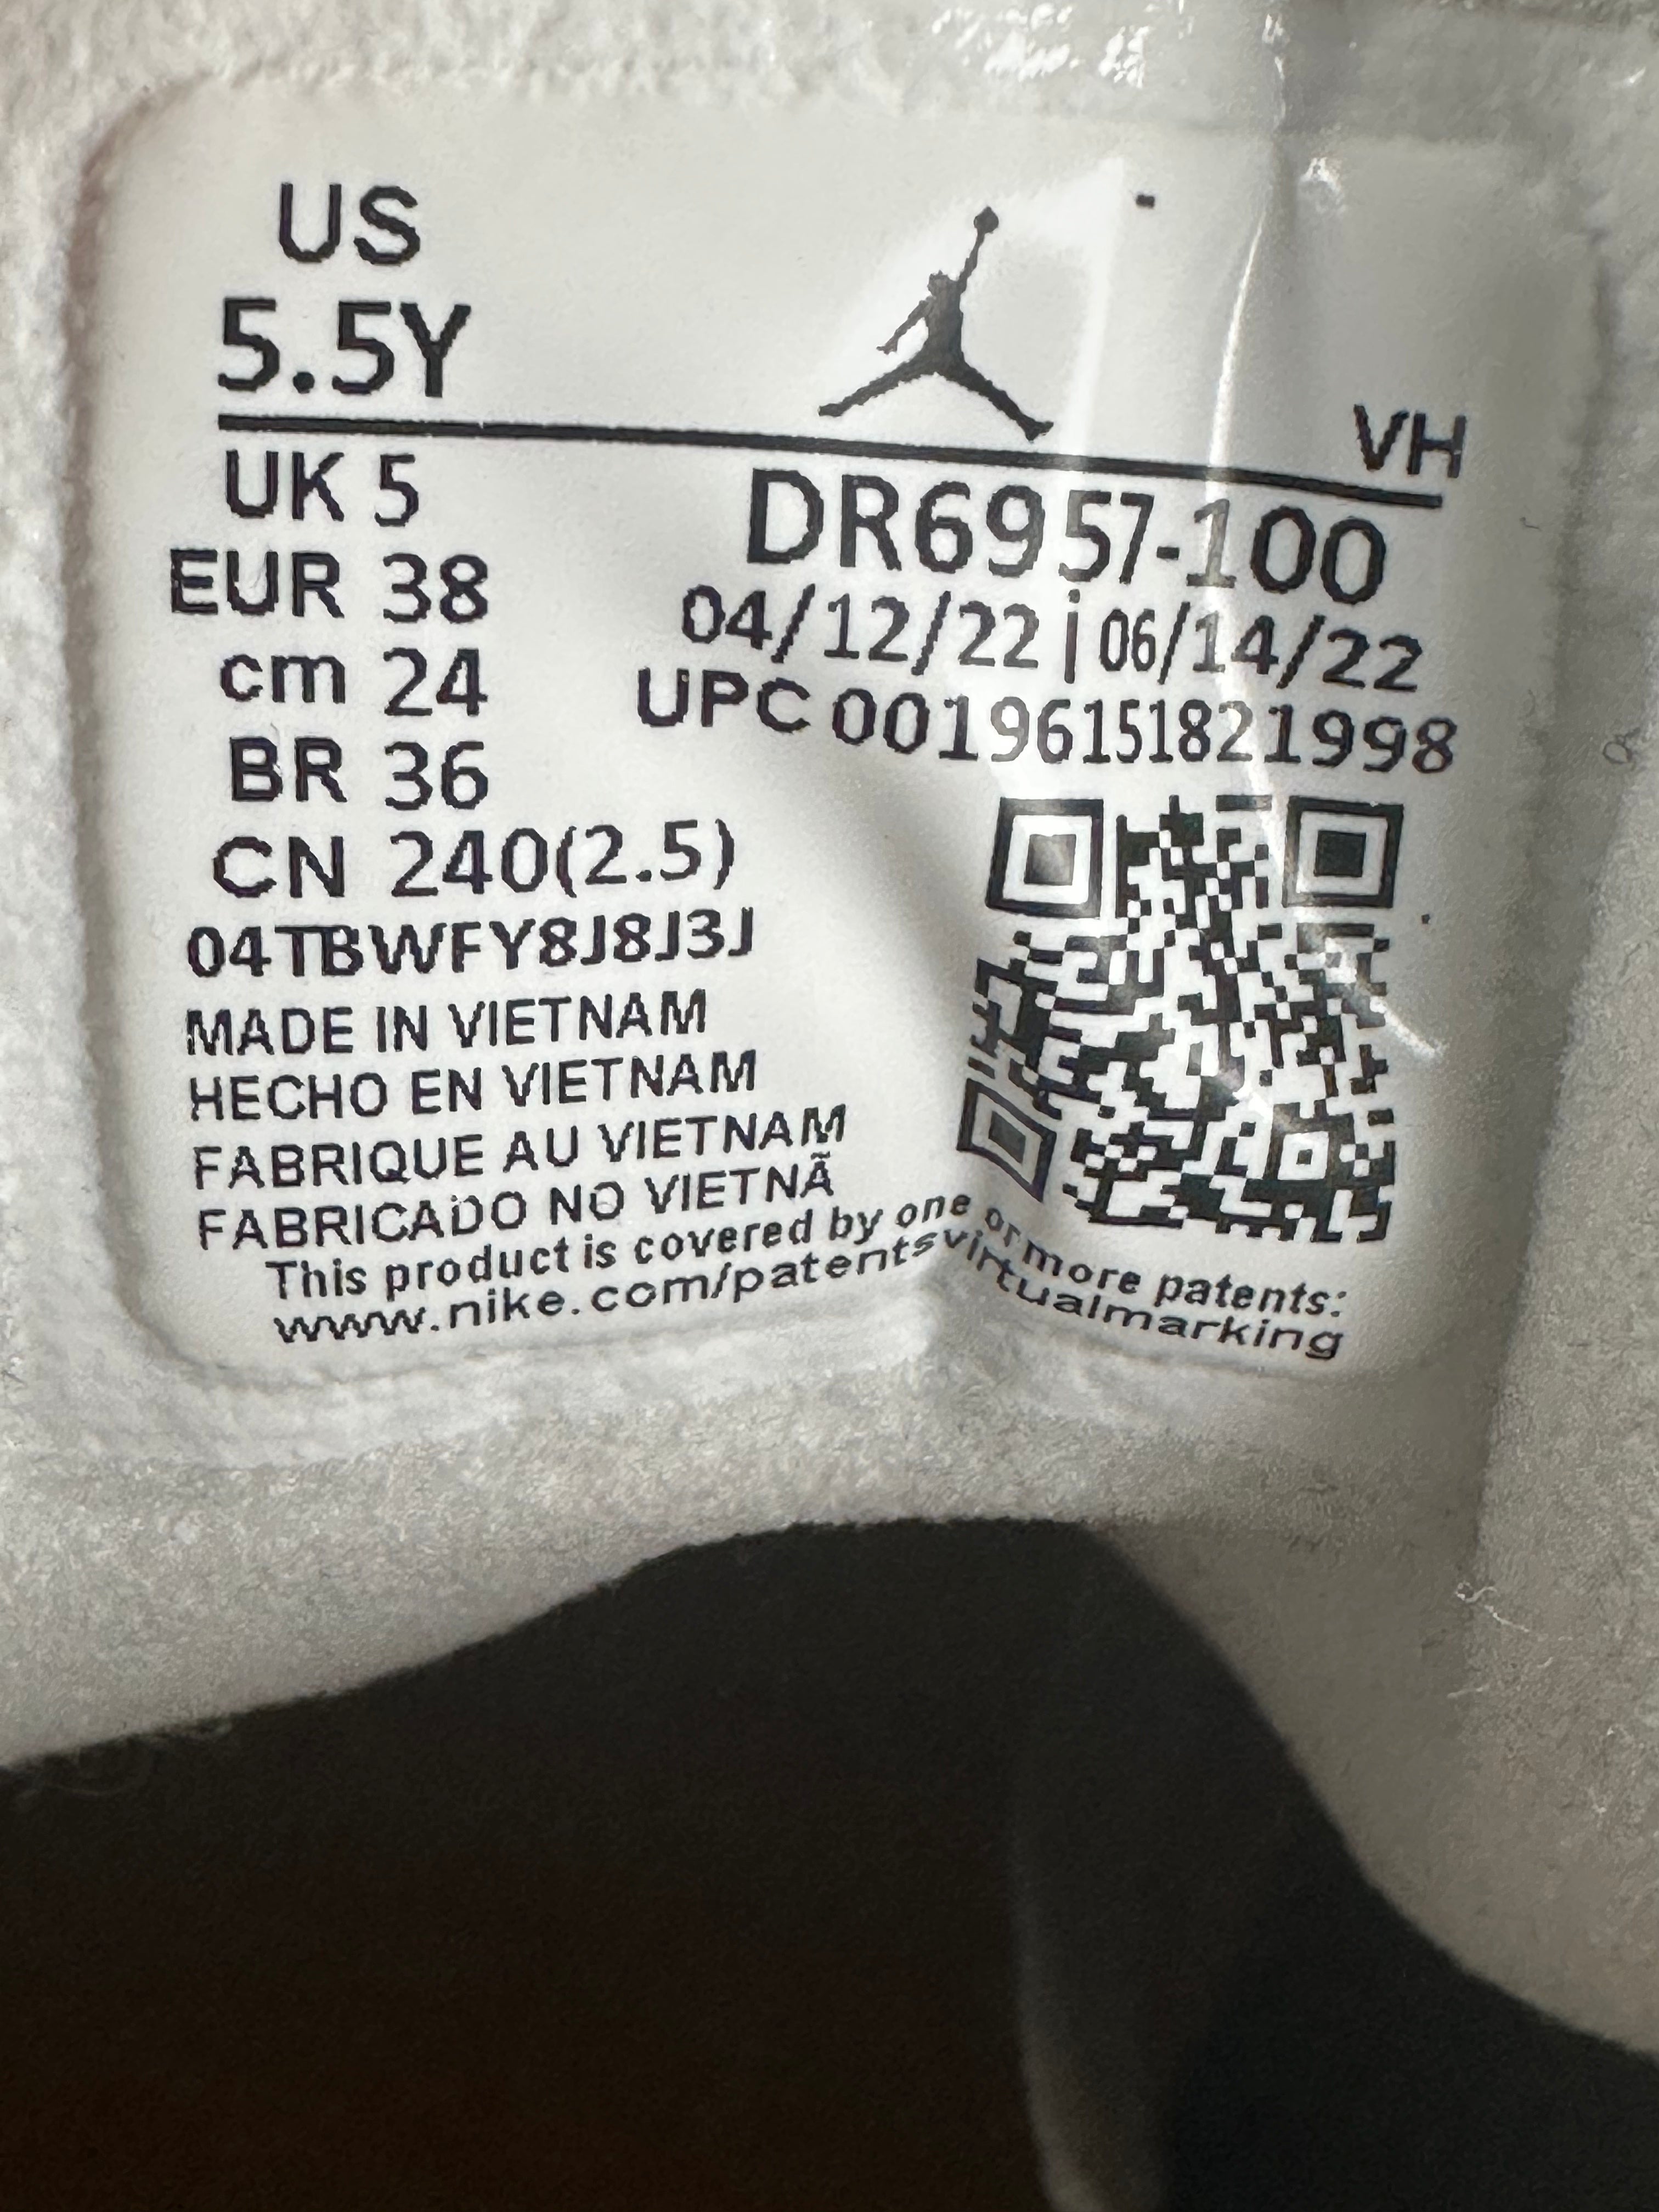 US
5.5Y
VH
UK 5
EUR 38
cm 24
BR 36
CN 240(2.5)
DR6957-100
04/12/22 | 06/14/22
UPC 00196151821998
04TBWFY8J8J3J
MADE IN VIETNAM
HECHO EN VIETNAM
FABRIQUE AU VIETNAM
FABRICADO NO VIETNÃ
This product is covered by one or more patents:
www.nike.com/patentsvirtualmarking